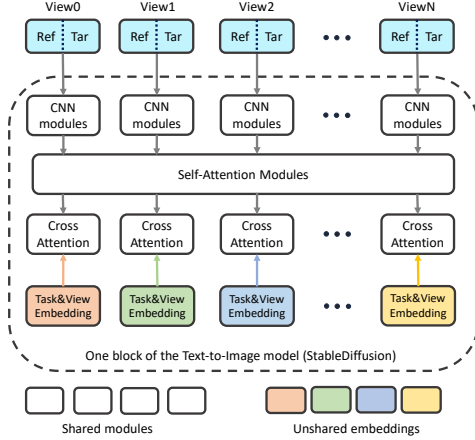 View0 View1 View2 ViewN
Ref Tar Ref Tar Ref Tar ••• Ref Tar
CNN CNN CNN CNN
modules modules modules ••• modules
Self-Attention Modules
Cross Cross Cross Cross
Attention Attention Attention ••• Attention
Task&View Task&View Task&View Task&View
Embedding Embedding Embedding ••• Embedding
One block of the Text-to-Image model (StableDiffusion)
Shared modules Unshared embeddings